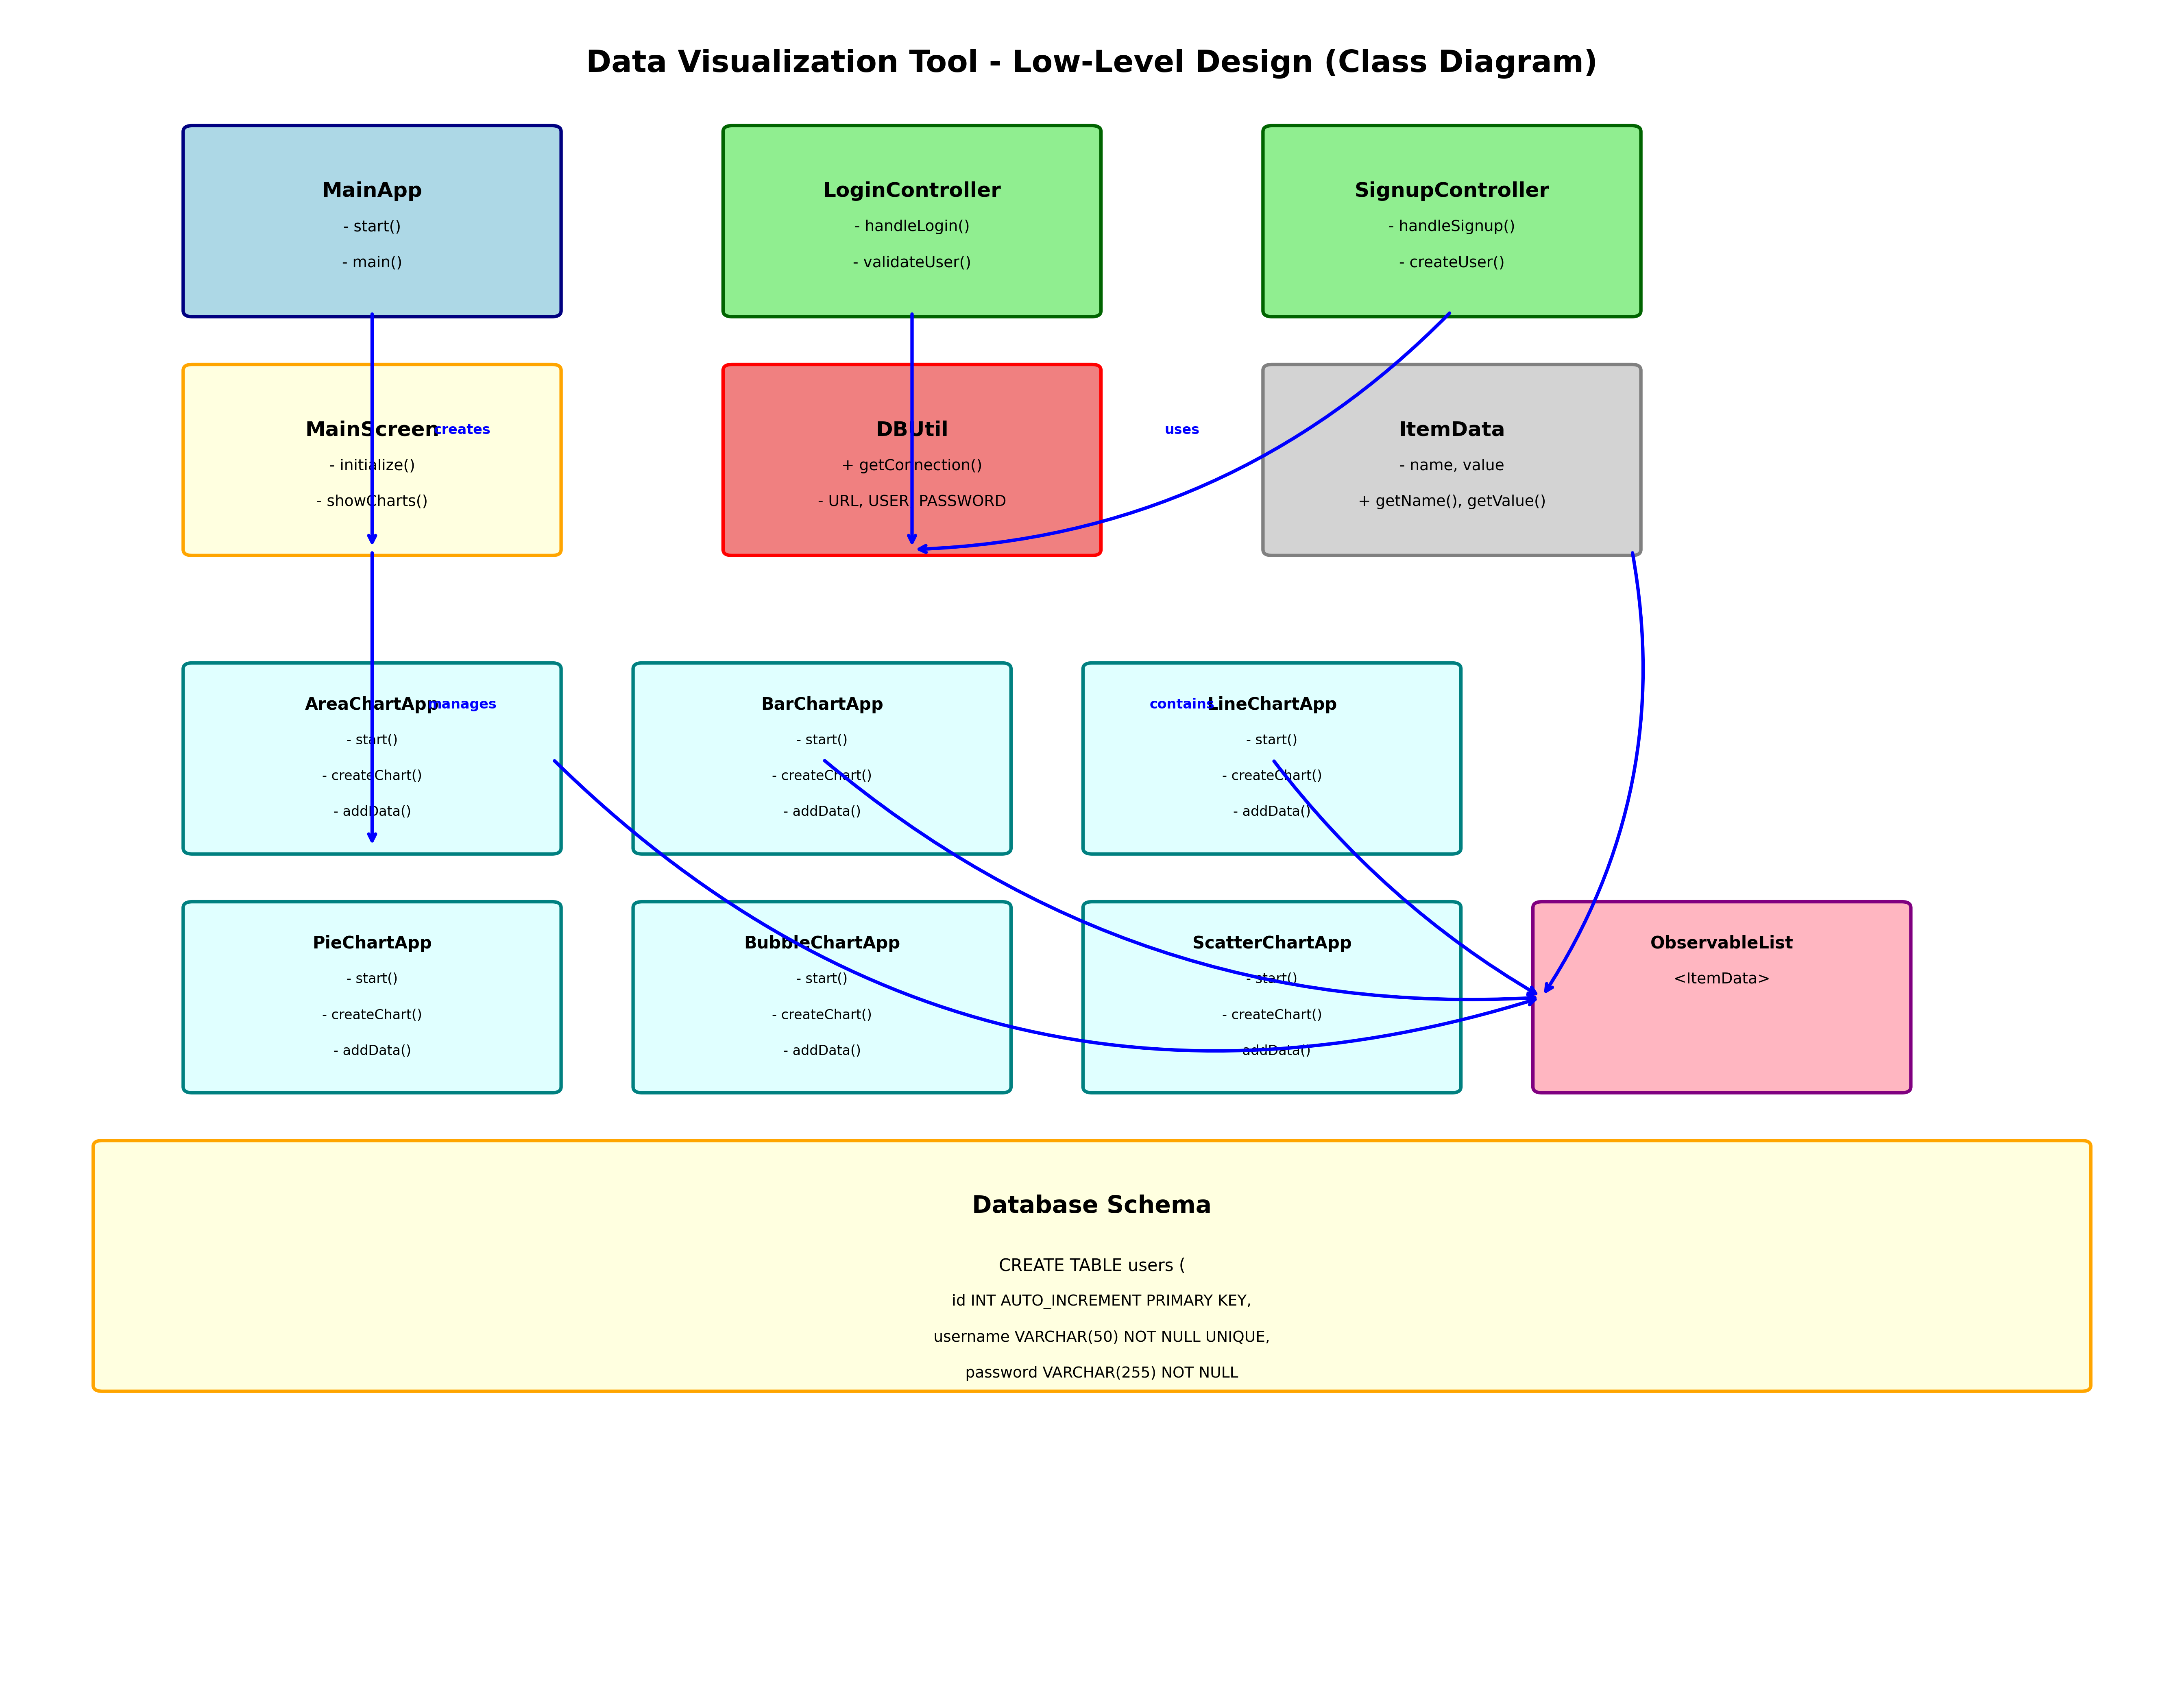 Data Visualization Tool - Low-Level Design (Class Diagram)
MainApp
- start()
- main()
LoginController
- handleLogin()
- validateUser()
SignupController
- handleSignup()
- createUser()
MainScreen
- initialize()
- showCharts()
creates
DBUtil
+ getConnection()
- URL, USER, PASSWORD
uses
ItemData
- name, value
+ getName(), getValue()
AreaChartApp
- start()
- createChart()
- addData()
manages
BarChartApp
- start()
- createChart()
- addData()
contains
LineChartApp
- start()
- createChart()
- addData()
PieChartApp
- start()
- createChart()
- addData()
BubbleChartApp
- start()
- createChart()
- addData()
ScatterChartApp
- start()
- createChart()
- addData()
ObservableList
<ItemData>
Database Schema
CREATE TABLE users (
id INT AUTO_INCREMENT PRIMARY KEY,
username VARCHAR(50) NOT NULL UNIQUE,
password VARCHAR(255) NOT NULL